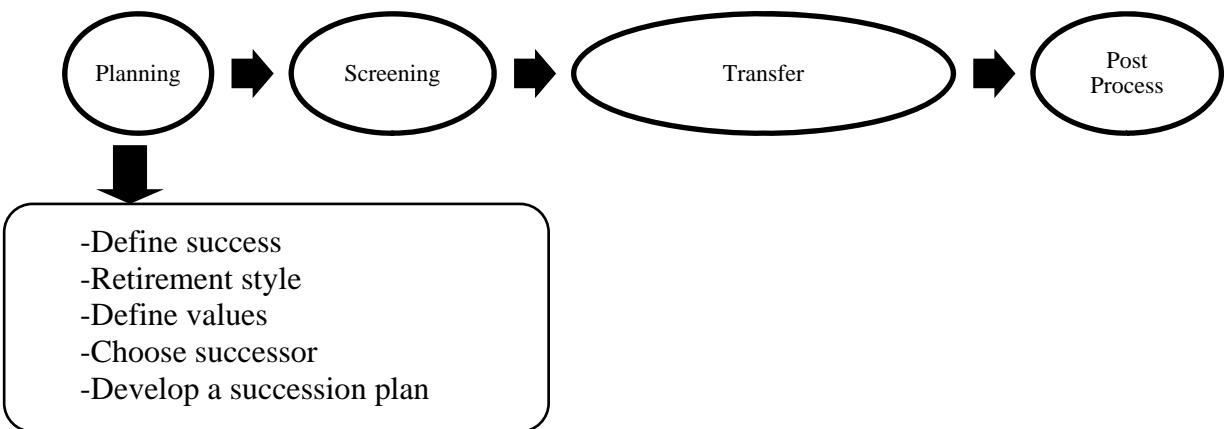 Planning
Screening
Transfer
Post
Process
-Define success
-Retirement style
-Define values
-Choose successor
-Develop a succession plan